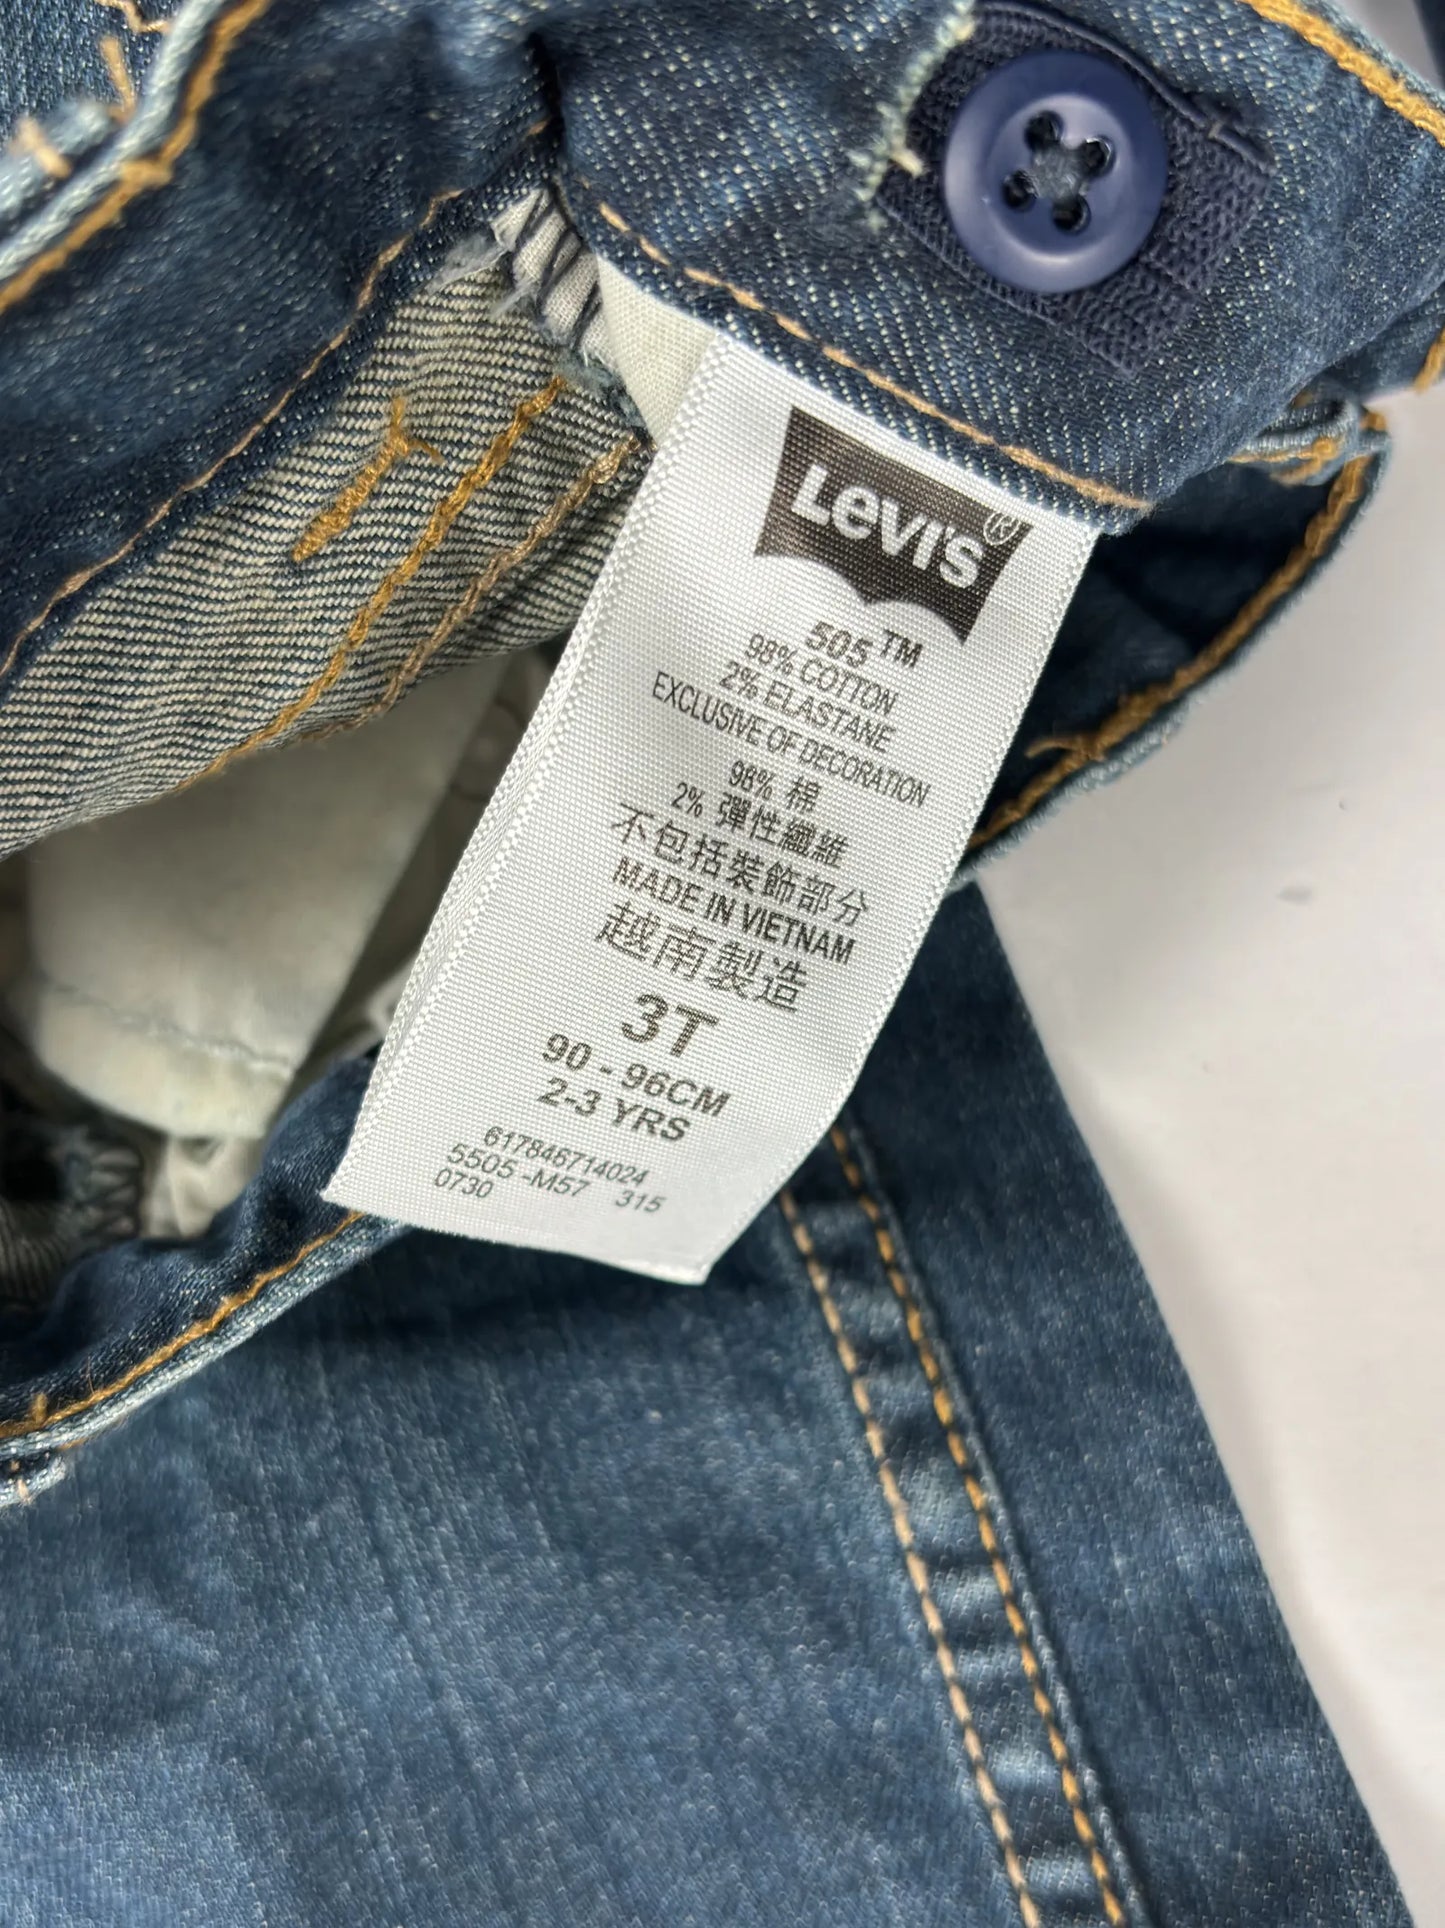 Levi's®
505™
98% COTTON
2% ELASTANE
EXCLUSIVE OF DECORATION
98% 棉
2% 彈性纖維
不包括裝飾部分
MADE IN VIETNAM
越南製造
3T
90 - 96CM
2-3 YRS
617846714024
5505-M57 315
0730